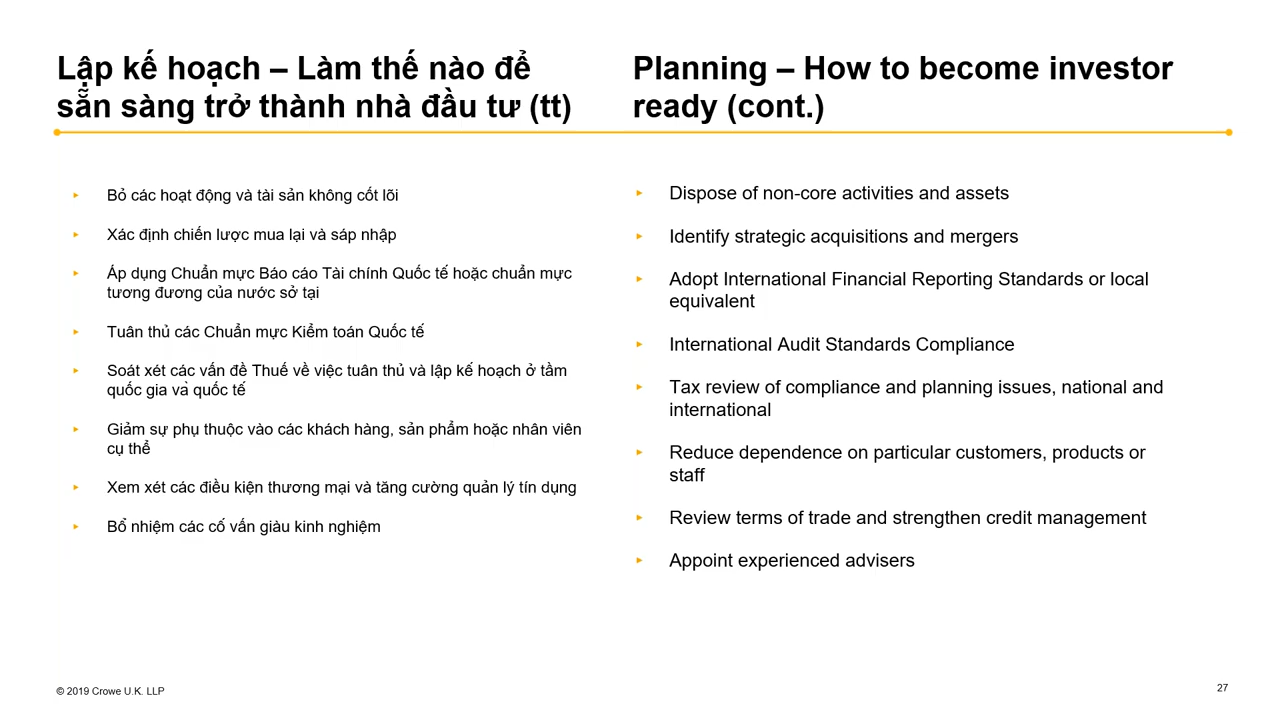 Lập kế hoạch – Làm thế nào để
sẵn sàng trở thành nhà đầu tư (tt)
Planning – How to become investor
ready (cont.)
Bỏ các hoạt động và tài sản không cốt lõi
Xác định chiến lược mua lại và sáp nhập
Áp dụng Chuẩn mực Báo cáo Tài chính Quốc tế hoặc chuẩn mực
tương đương của nước sở tại
Tuân thủ các Chuẩn mực Kiểm toán Quốc tế
Soát xét các vấn đề Thuế về việc tuân thủ và lập kế hoạch ở tầm
quốc gia và quốc tế
Giảm sự phụ thuộc vào các khách hàng, sản phẩm hoặc nhân viên
cụ thể
Xem xét các điều kiện thương mại và tăng cường quản lý tín dụng
Bổ nhiệm các cố vấn giàu kinh nghiệm
Dispose of non-core activities and assets
Identify strategic acquisitions and mergers
Adopt International Financial Reporting Standards or local
equivalent
International Audit Standards Compliance
Tax review of compliance and planning issues, national and
international
Reduce dependence on particular customers, products or
staff
Review terms of trade and strengthen credit management
Appoint experienced advisers
© 2019 Crowe U.K. LLP
27